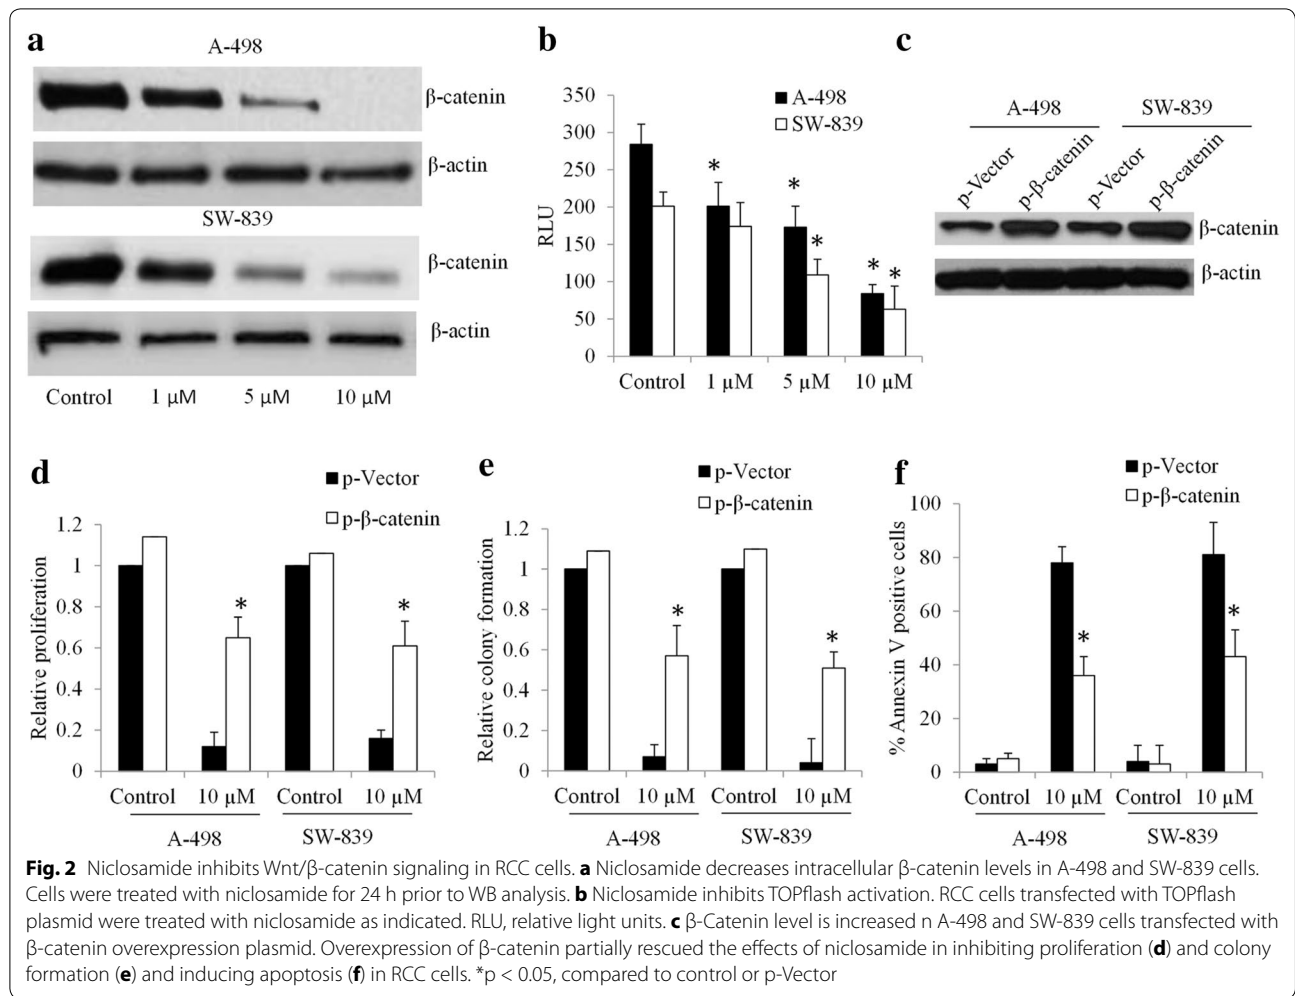 a
A-498
β-catenin
β-actin
SW-839
β-catenin
β-actin
Control 1 µM 5 µM 10 µM
b
A-498
SW-839
350
300
250
200
150
100
50
0
RLU
* * * * *
Control 1 µM 5 µM 10 µM
c
A-498 SW-839
p-Vector p-β-catenin p-Vector p-β-catenin
β-catenin
β-actin
d
p-Vector
p-β-catenin
1.2
1
0.8
0.6
0.4
0.2
0
Relative proliferation
* *
Control 10 µM Control 10 µM
A-498 SW-839
e
p-Vector
p-β-catenin
1.2
1
0.8
0.6
0.4
0.2
0
Relative colony formation
* *
Control 10 µM Control 10 µM
A-498 SW-839
f
p-Vector
p-β-catenin
100
80
60
40
20
0
% Annexin V positive cells
* *
Control 10 µM Control 10 µM
A-498 SW-839
Fig. 2 Niclosamide inhibits Wnt/β-catenin signaling in RCC cells. a Niclosamide decreases intracellular β-catenin levels in A-498 and SW-839 cells.
Cells were treated with niclosamide for 24 h prior to WB analysis. b Niclosamide inhibits TOPflash activation. RCC cells transfected with TOPflash
plasmid were treated with niclosamide as indicated. RLU, relative light units. c β-Catenin level is increased n A-498 and SW-839 cells transfected with
β-catenin overexpression plasmid. Overexpression of β-catenin partially rescued the effects of niclosamide in inhibiting proliferation (d) and colony
formation (e) and inducing apoptosis (f) in RCC cells. *p < 0.05, compared to control or p-Vector